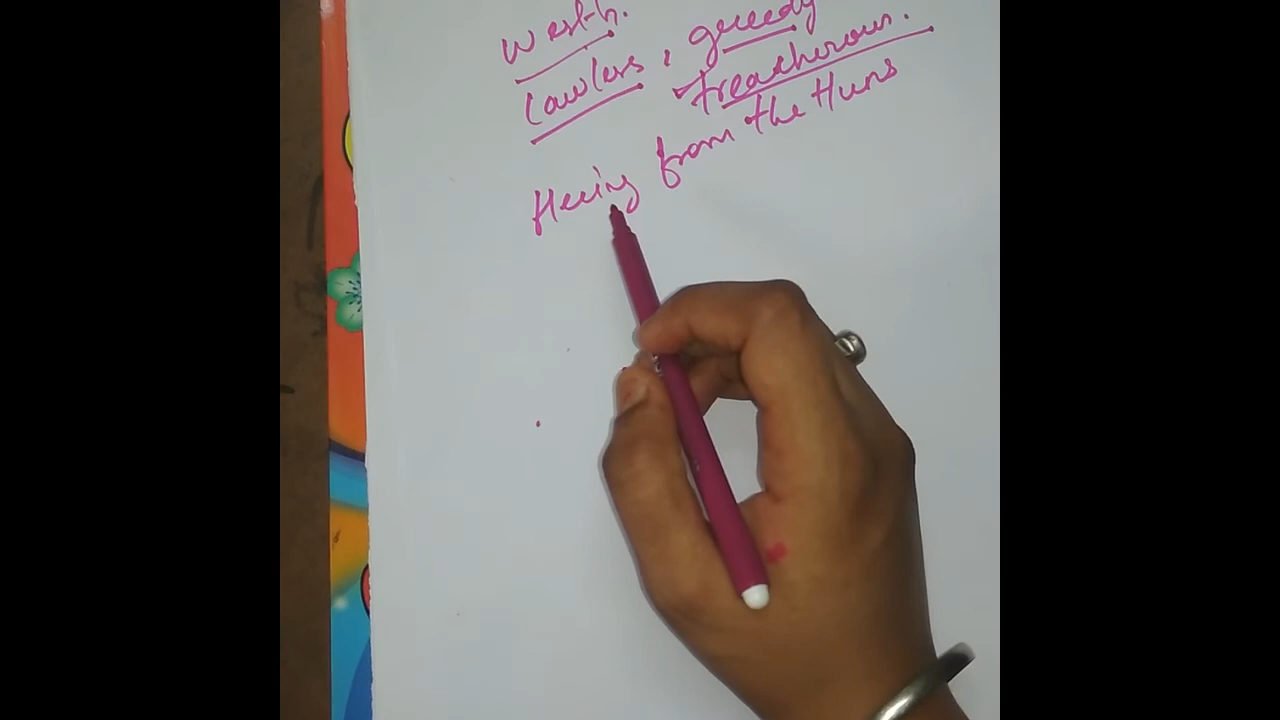 West.
Lawless, greedy
treacherous.
fleeing from the Huns